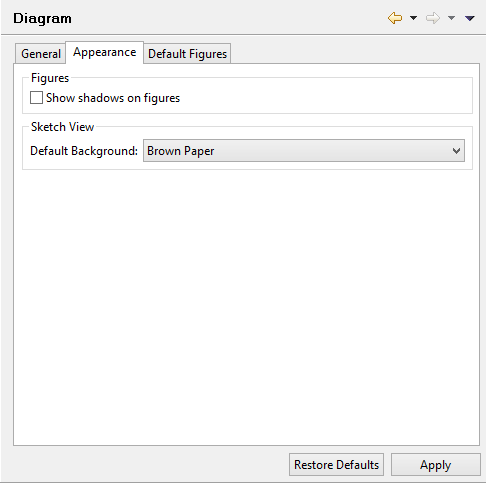 Diagram
General Appearance Default Figures
Figures
Show shadows on figures
Sketch View
Default Background: Brown Paper
Restore Defaults Apply